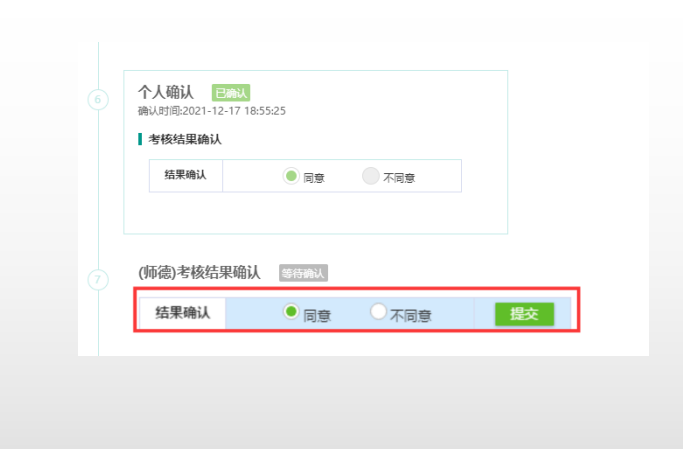 6
个人确认 已确认
确认时间:2021-12-17 18:55:25
考核结果确认
结果确认 同意 不同意
7
(师德)考核结果确认 等待确认
结果确认 同意 不同意 提交